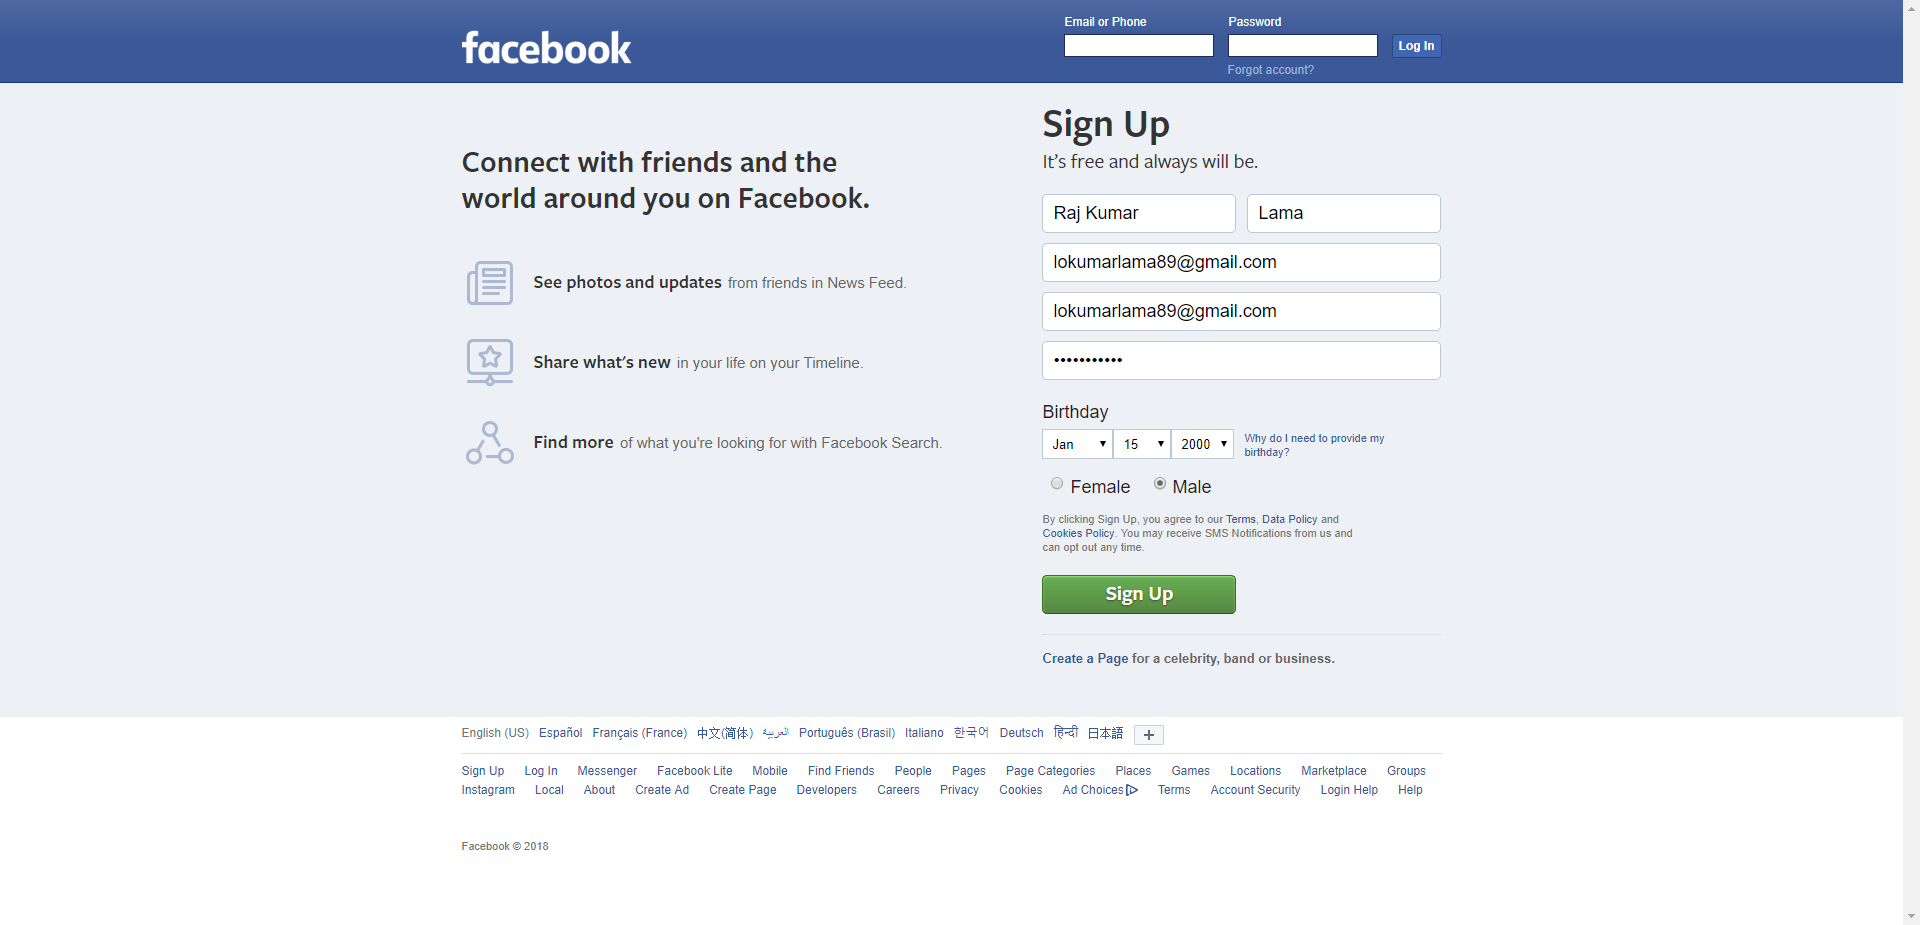 facebook
Email or Phone
Password
Log In
Forgot account?
Connect with friends and the
world around you on Facebook.
See photos and updates from friends in News Feed.
Share what's new in your life on your Timeline.
Find more of what you're looking for with Facebook Search.
Sign Up
It's free and always will be.
Raj Kumar
Lama
lokumarlama89@gmail.com
lokumarlama89@gmail.com
•••••••••••
Birthday
Jan 15 2000
Why do I need to provide my
birthday?
Female Male
By clicking Sign Up, you agree to our Terms, Data Policy and
Cookies Policy. You may receive SMS Notifications from us and
can opt out any time.
Sign Up
Create a Page for a celebrity, band or business.
English (US) Español Français (France) 中文(简体) العربية Português (Brasil) Italiano 한국어 Deutsch हिन्दी 日本語 +
Sign Up Log In Messenger Facebook Lite Mobile Find Friends People Pages Page Categories Places Games Locations Marketplace Groups
Instagram Local About Create Ad Create Page Developers Careers Privacy Cookies Ad Choices Terms Account Security Login Help Help
Facebook © 2018